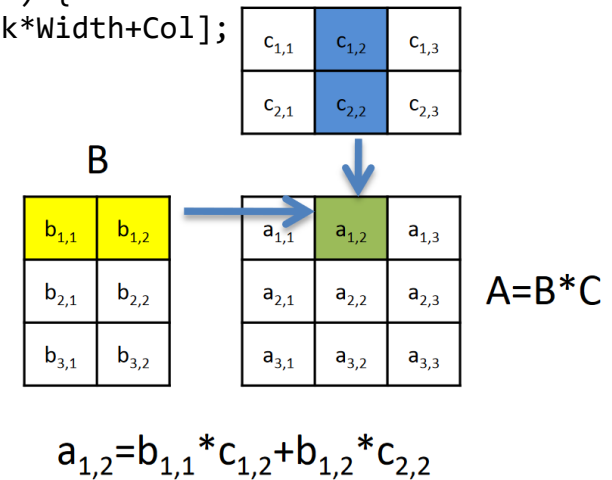 ) {
k*Width+Col];
c1,1 c1,2 c1,3
c2,1 c2,2 c2,3
B
b1,1 b1,2
b2,1 b2,2
b3,1 b3,2
a1,1 a1,2 a1,3
a2,1 a2,2 a2,3
a3,1 a3,2 a3,3
A=B*C
a1,2=b1,1*c1,2+b1,2*c2,2